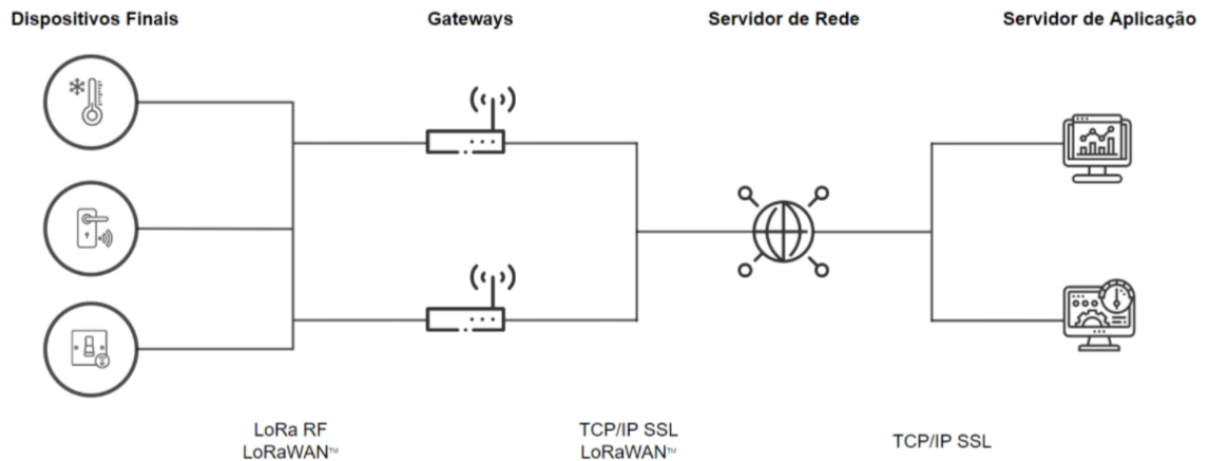 Dispositivos Finais
Gateways
Servidor de Rede
Servidor de Aplicação
LoRa RF
LoRaWAN™
TCP/IP SSL
LoRaWAN™
TCP/IP SSL